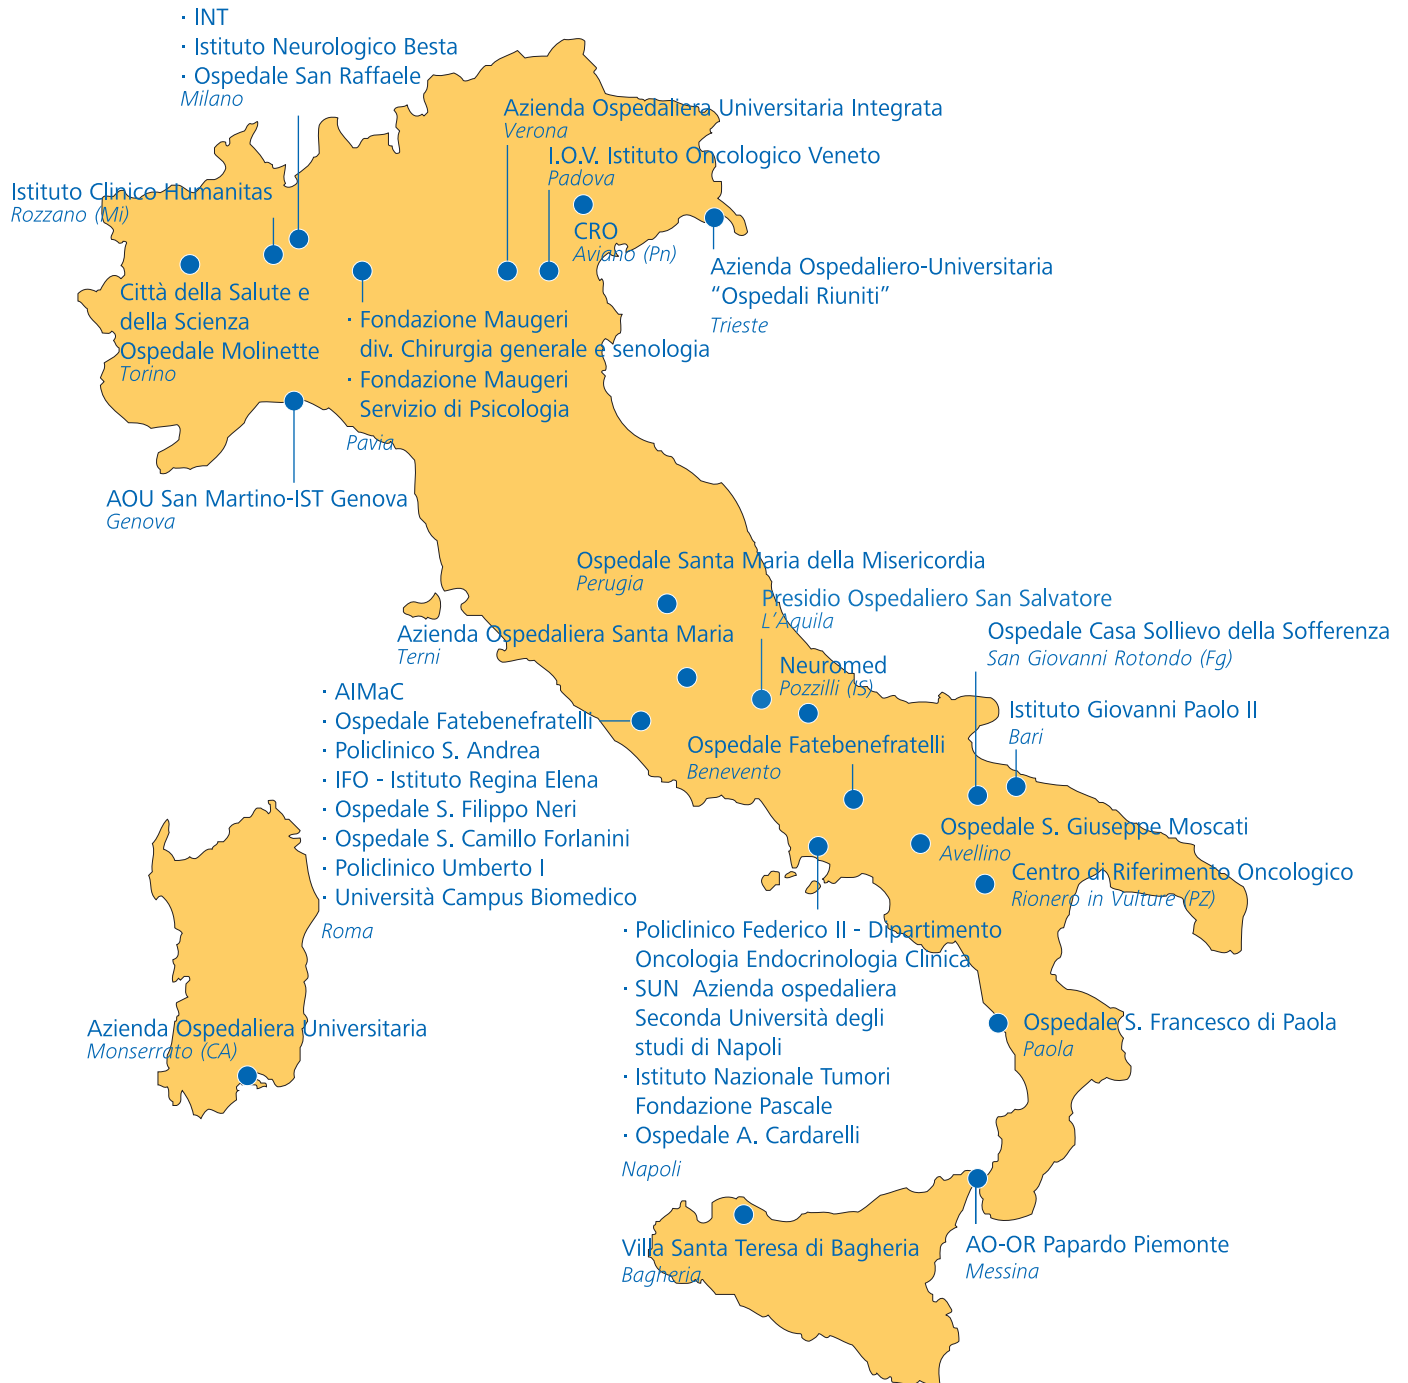 · INT
· Istituto Neurologico Besta
· Ospedale San Raffaele
Milano
Azienda Ospedaliera Universitaria Integrata
Verona
I.O.V. Istituto Oncologico Veneto
Padova
Istituto Clinico Humanitas
Rozzano (Mi)
CRO
Aviano (Pn)
Azienda Ospedaliero-Universitaria
“Ospedali Riuniti”
Trieste
Città della Salute e
della Scienza
Ospedale Molinette
Torino
· Fondazione Maugeri
div. Chirurgia generale e senologia
· Fondazione Maugeri
Servizio di Psicologia
Pavia
AOU San Martino-IST Genova
Genova
Ospedale Santa Maria della Misericordia
Perugia
Presidio Ospedaliero San Salvatore
L’Aquila
Azienda Ospedaliera Santa Maria
Terni
Ospedale Casa Sollievo della Sofferenza
San Giovanni Rotondo (Fg)
Neuromed
Pozzilli (IS)
· AIMaC
· Ospedale Fatebenefratelli
· Policlinico S. Andrea
· IFO - Istituto Regina Elena
· Ospedale S. Filippo Neri
· Ospedale S. Camillo Forlanini
· Policlinico Umberto I
· Università Campus Biomedico
Roma
Istituto Giovanni Paolo II
Bari
Ospedale Fatebenefratelli
Benevento
Ospedale S. Giuseppe Moscati
Avellino
Centro di Riferimento Oncologico
Rionero in Vulture (PZ)
· Policlinico Federico II - Dipartimento
Oncologia Endocrinologia Clinica
· SUN Azienda ospedaliera
Seconda Università degli
studi di Napoli
· Istituto Nazionale Tumori
Fondazione Pascale
· Ospedale A. Cardarelli
Napoli
Azienda Ospedaliera Universitaria
Monserrato (CA)
Ospedale S. Francesco di Paola
Paola
Villa Santa Teresa di Bagheria
Bagheria
AO-OR Papardo Piemonte
Messina